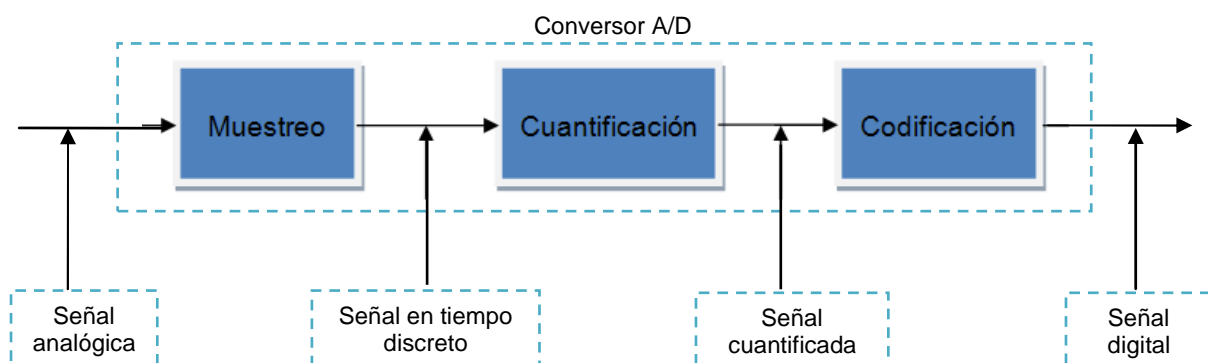 Conversor A/D
Muestreo
Cuantificación
Codificación
Señal
analógica
Señal en tiempo
discreto
Señal
cuantificada
Señal
digital